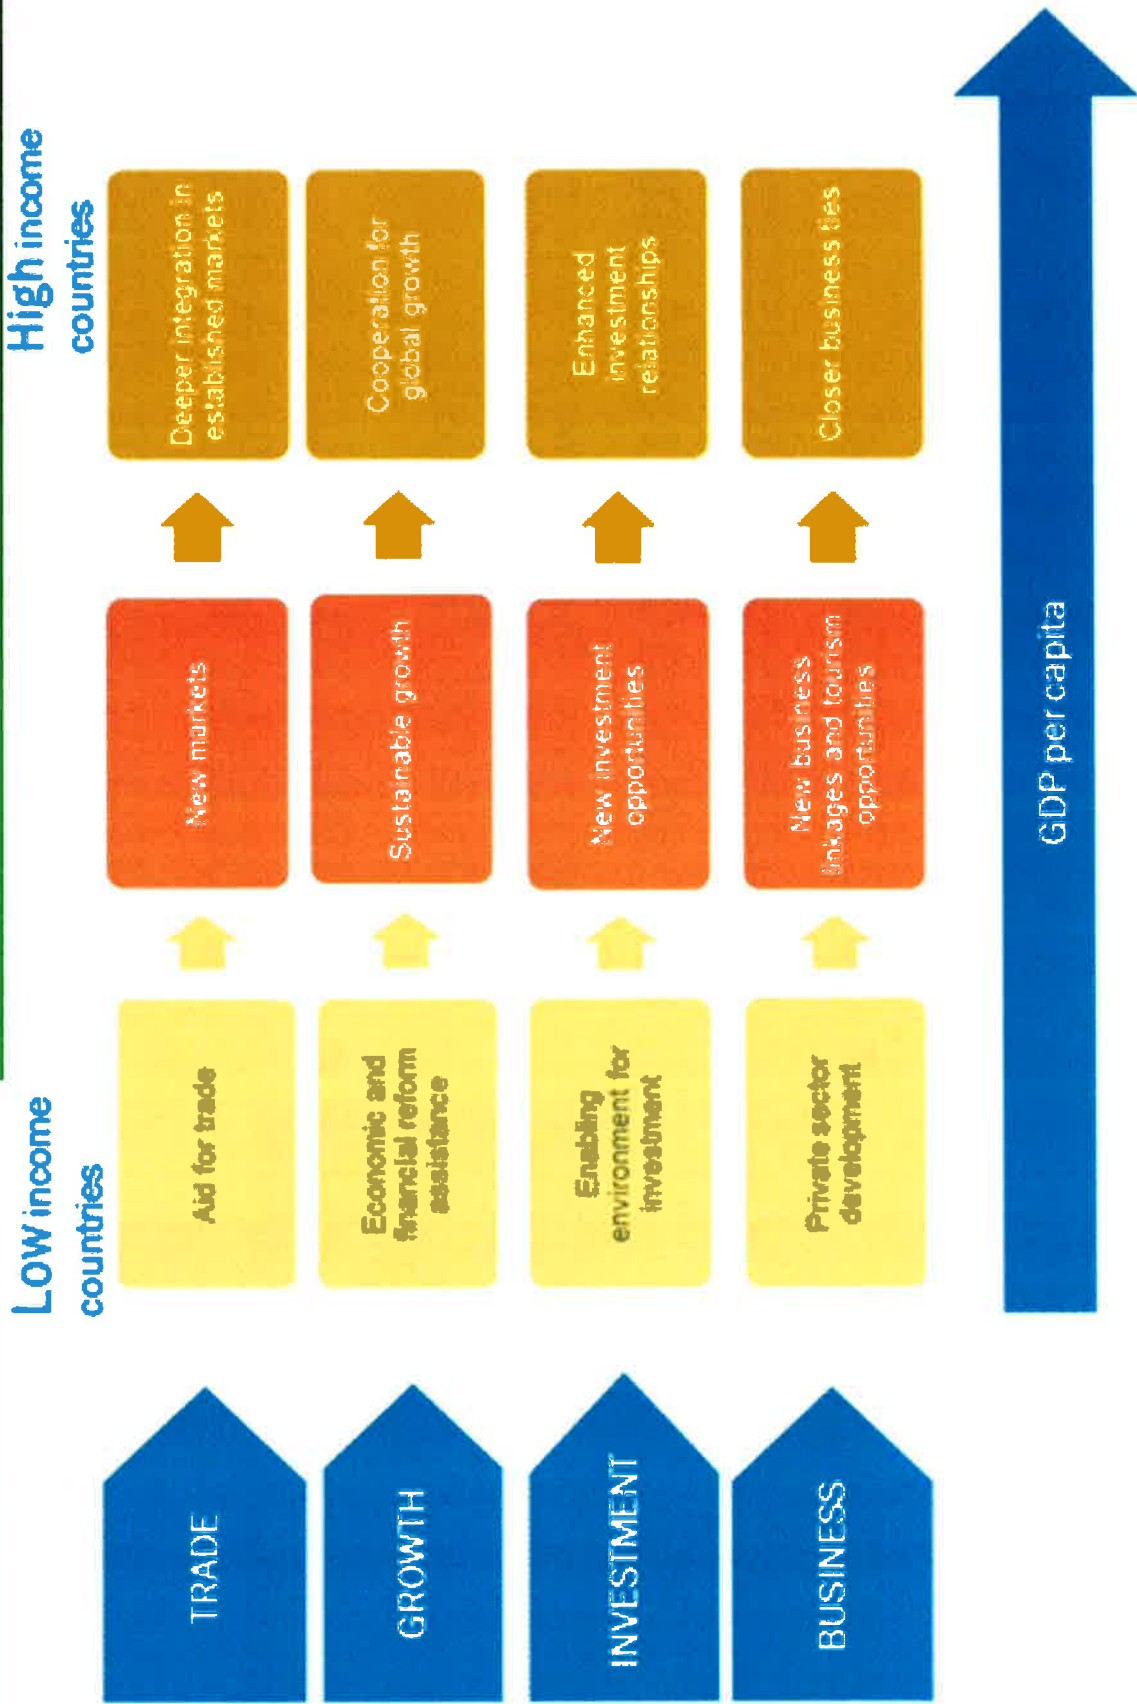 LOW income
countries
High income
countries
TRADE
Aid for trade
New markets
Deeper integration in
established markets
GROWTH
Economic and
financial reform
assistance
Sustainable growth
Cooperation for
global growth
INVESTMENT
Enabling
environment for
investment
New investment
opportunities
Enhanced
investment
relationships
BUSINESS
Private sector
development
New business
linkages and tourism
opportunities
Closer business ties
GDP per capita